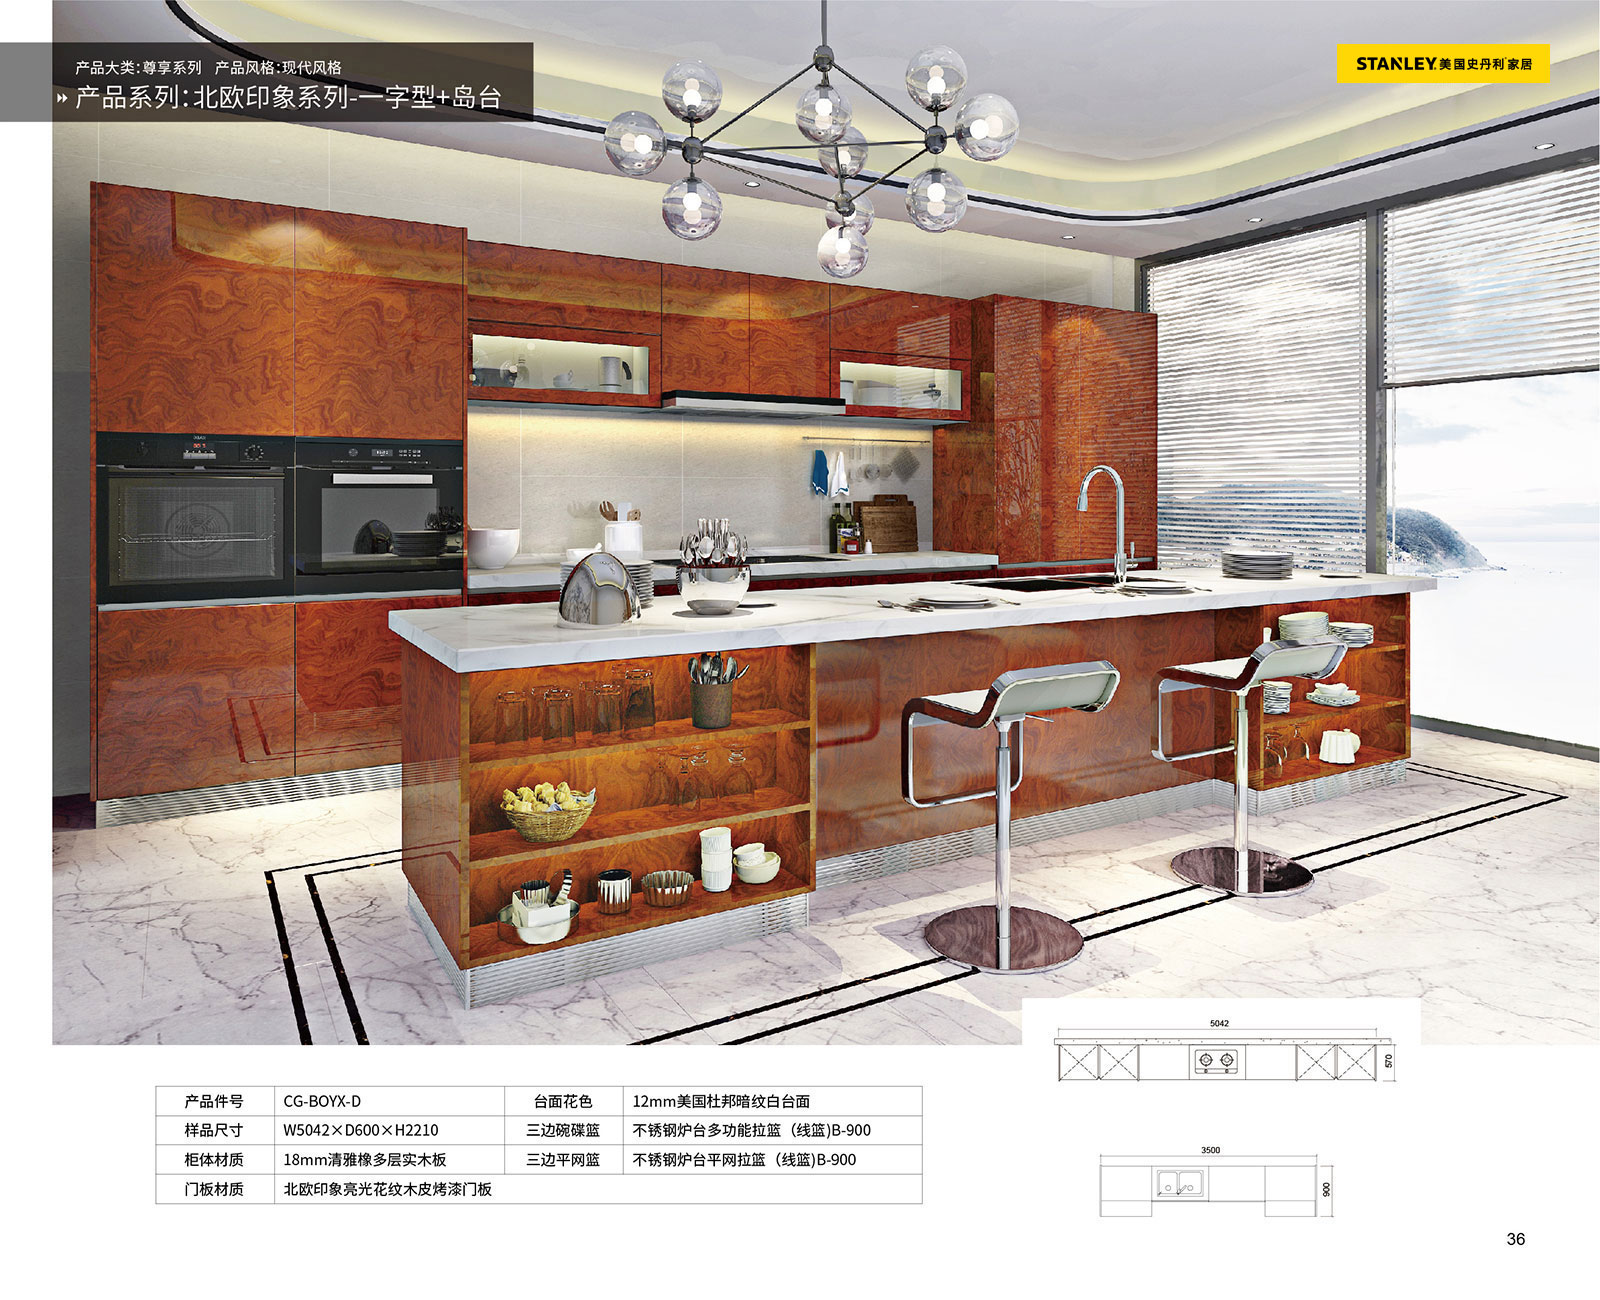 产品大类：尊享系列 产品风格：现代风格
产品系列：北欧印象系列-一字型+岛台
STANLEY. 美国史丹利家居
5042
570
产品件号 CG-BOYX-D 台面花色 12mm美国杜邦暗纹白台面
样品尺寸 W5042×D600×H2210 三边碗碟篮 不锈钢炉台多功能拉篮（线篮)B-900
柜体材质 18mm清雅橡多层实木板 三边平网篮 不锈钢炉台平网拉篮（线篮)B-900
门板材质 北欧印象亮光花纹木皮烤漆门板
3500
900
36